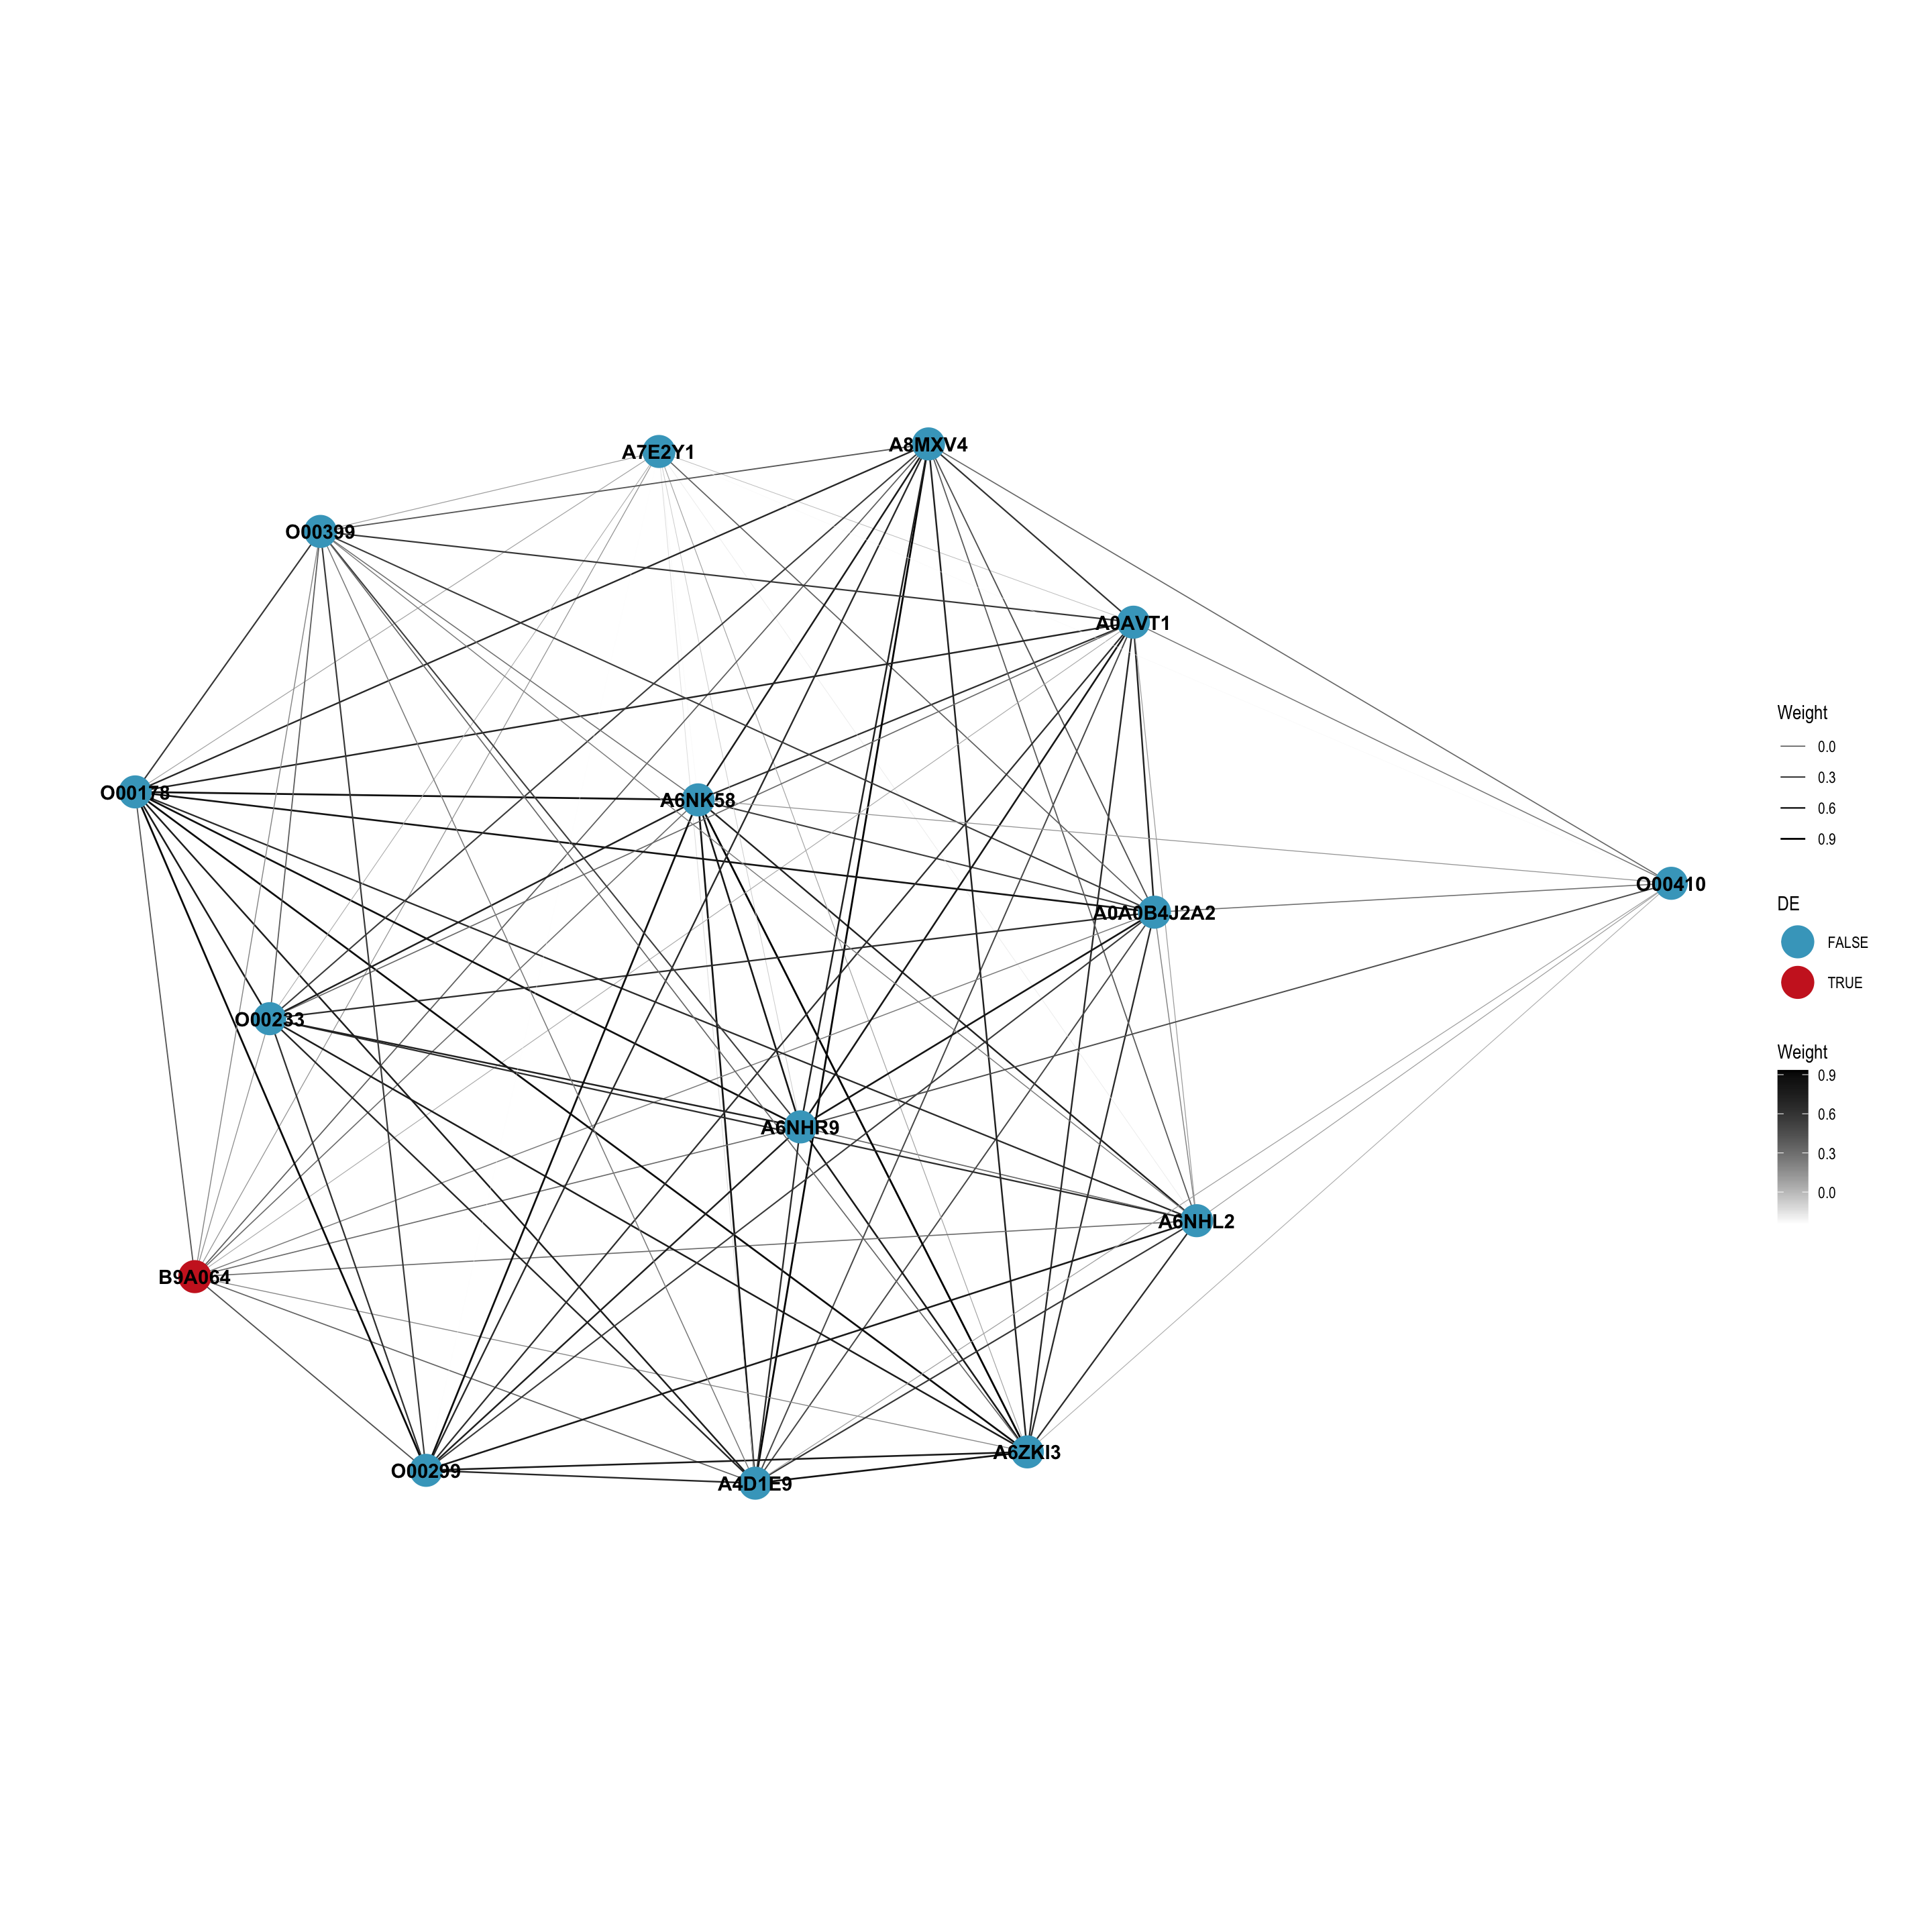 A8MXV4
A7E2Y1
O00399
A0AVT1
O00178
A6NK58
O00410
A0A0B4J2A2
O00233
A6NHR9
A6NHL2
B9A064
A6ZKI3
O00299
A4D1E9
Weight
0.0
0.3
0.6
0.9
DE
FALSE
TRUE
Weight
0.9
0.6
0.3
0.0